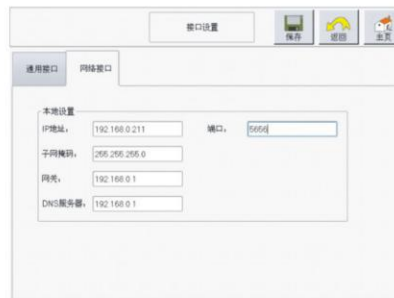 接口设置
保存
返回
主页
通用接口 网络接口
本地设置
IP地址: 192.168.0.211 端口: 5656
子网掩码: 255.255.255.0
网关: 192.168.0.1
DNS服务器: 192.168.0.1